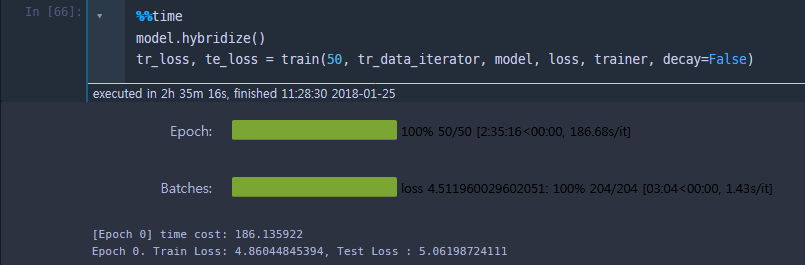 In [66]:
%%time
model.hybridize()
tr_loss, te_loss = train(50, tr_data_iterator, model, loss, trainer, decay=False)
executed in 2h 35m 16s, finished 11:28:30 2018-01-25
Epoch: 100% 50/50 [2:35:16<00:00, 186.68s/it]
Batches: loss 4.511960029602051: 100% 204/204 [03:04<00:00, 1.43s/it]
[Epoch 0] time cost: 186.135922
Epoch 0. Train Loss: 4.86044845394, Test Loss : 5.06198724111